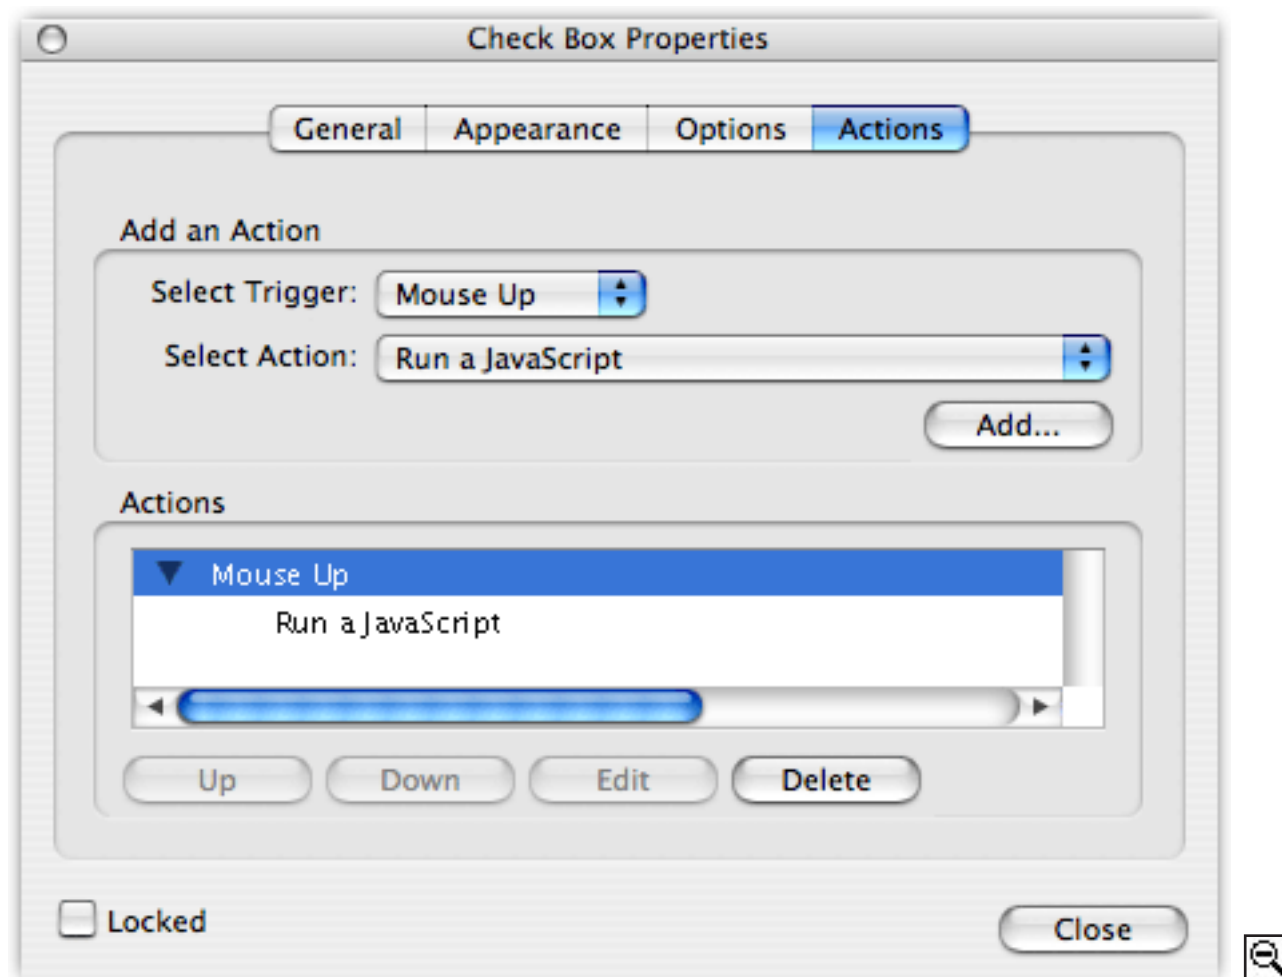 Check Box Properties
General Appearance Options Actions
Add an Action
Select Trigger: Mouse Up
Select Action: Run a JavaScript
Add...
Actions
Mouse Up
Run a JavaScript
Up Down Edit Delete
Locked Close